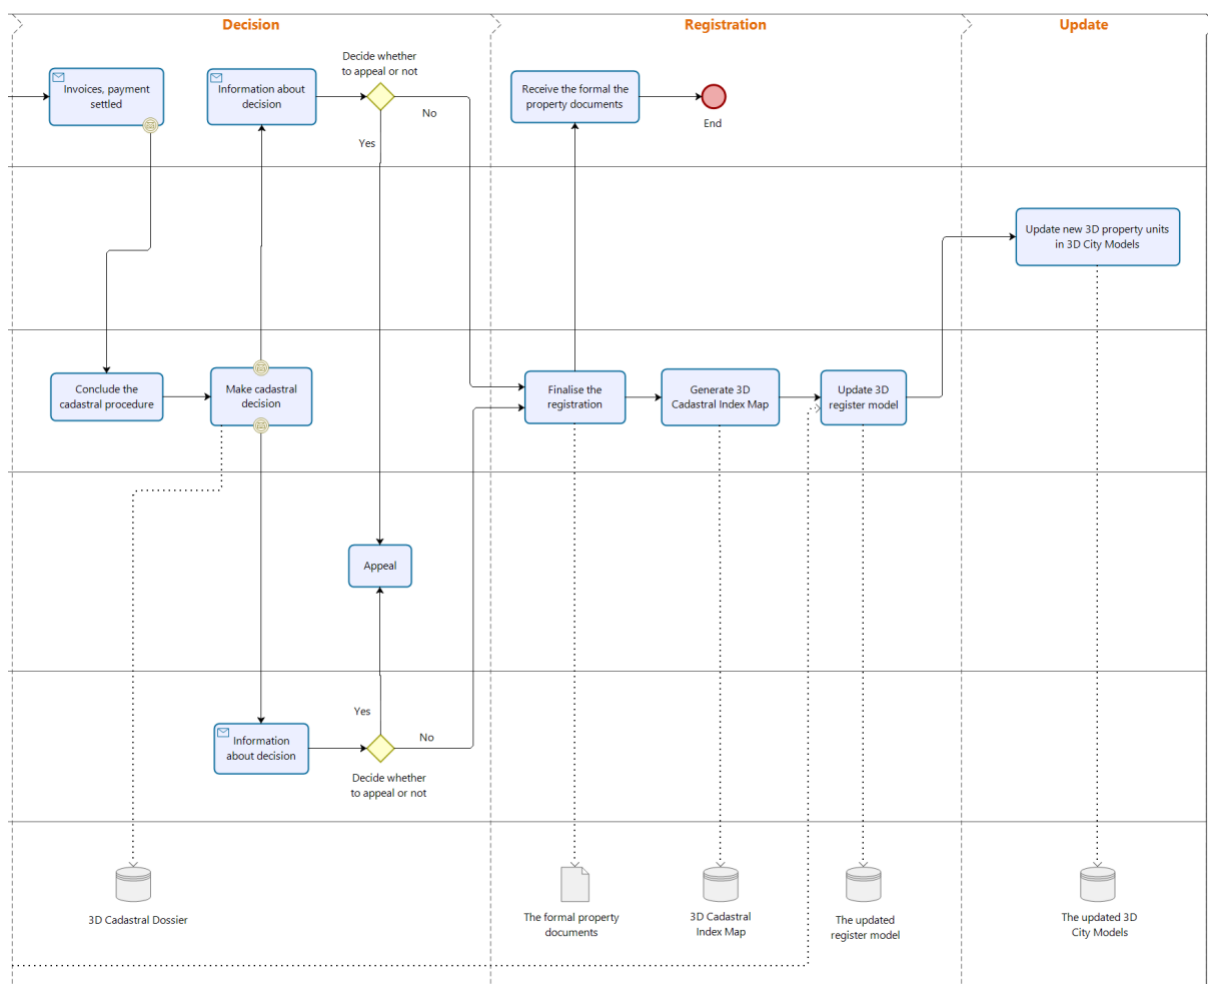 Decision
Registration
Update
Decide whether
to appeal or not
Invoices, payment
settled
Information about
decision
No
Yes
Receive the formal the
property documents
End
Update new 3D property units
in 3D City Models
Conclude the
cadastral procedure
Make cadastral
decision
Finalise the
registration
Generate 3D
Cadastral Index Map
Update 3D
register model
Appeal
Yes
Information
about decision
No
Decide whether
to appeal or not
3D Cadastral Dossier
The formal property
documents
3D Cadastral
Index Map
The updated
register model
The updated 3D
City Models